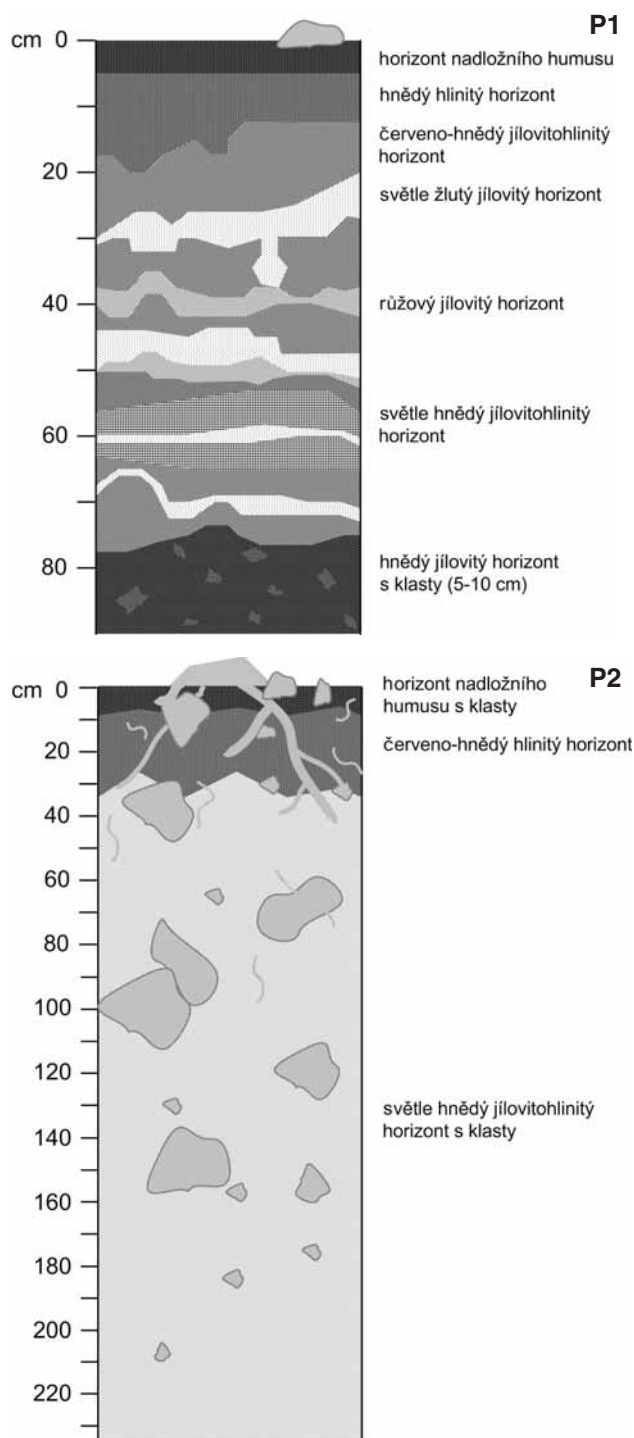 P1
cm 0
horizont nadložního humusu
hnědý hlinitý horizont
červeno-hnědý jílovitohlinitý
horizont
20
světle žlutý jílovitý horizont
40
růžový jílovitý horizont
světle hnědý jílovitohlinitý
horizont
60
80
hnědý jílovitý horizont
s klasty (5-10 cm)
P2
cm 0
horizont nadložního
humusu s klasty
20
červeno-hnědý hlinitý horizont
40
60
80
100
120
světle hnědý jílovitohlinitý
horizont s klasty
140
160
180
200
220